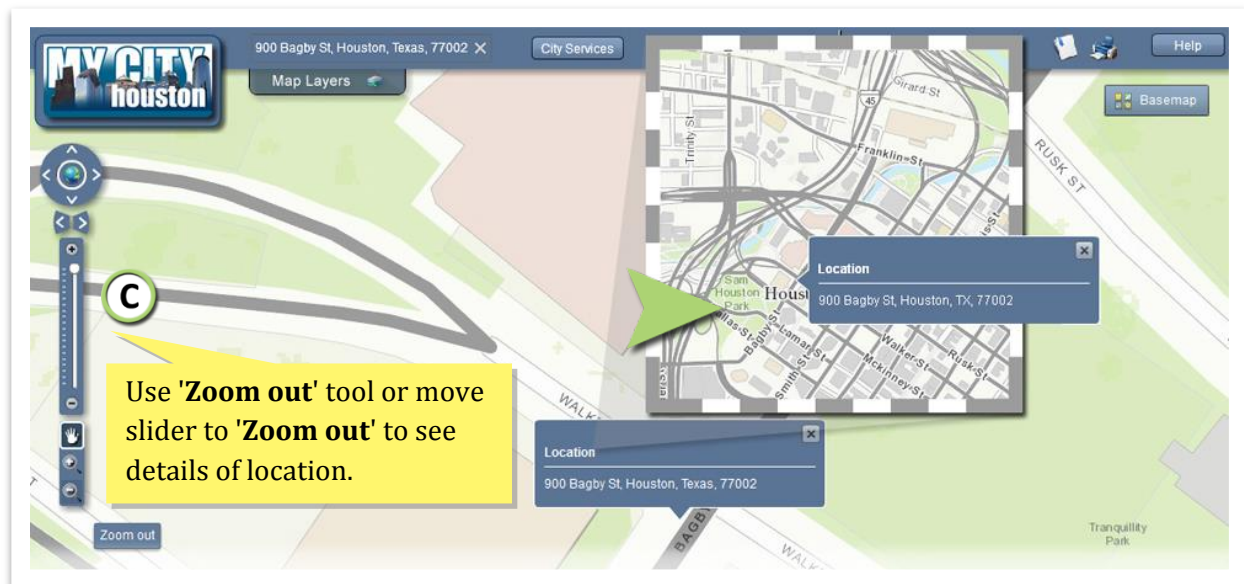 MY CITY
houston
900 Bagby St, Houston, Texas, 77002 X
City Services
Help
Map Layers
Basemap
Girard St
45
Trinity St
Franklin St
RUSK ST
Location
900 Bagby St, Houston, TX, 77002
Sam
Houston
Park
Bagby St
Lamar St
Walker St
Rusk St
Smith St
Mckinney St
C
Use 'Zoom out' tool or move
slider to 'Zoom out' to see
details of location.
Location
900 Bagby St, Houston, Texas, 77002
Zoom out
Tranquillity
Park